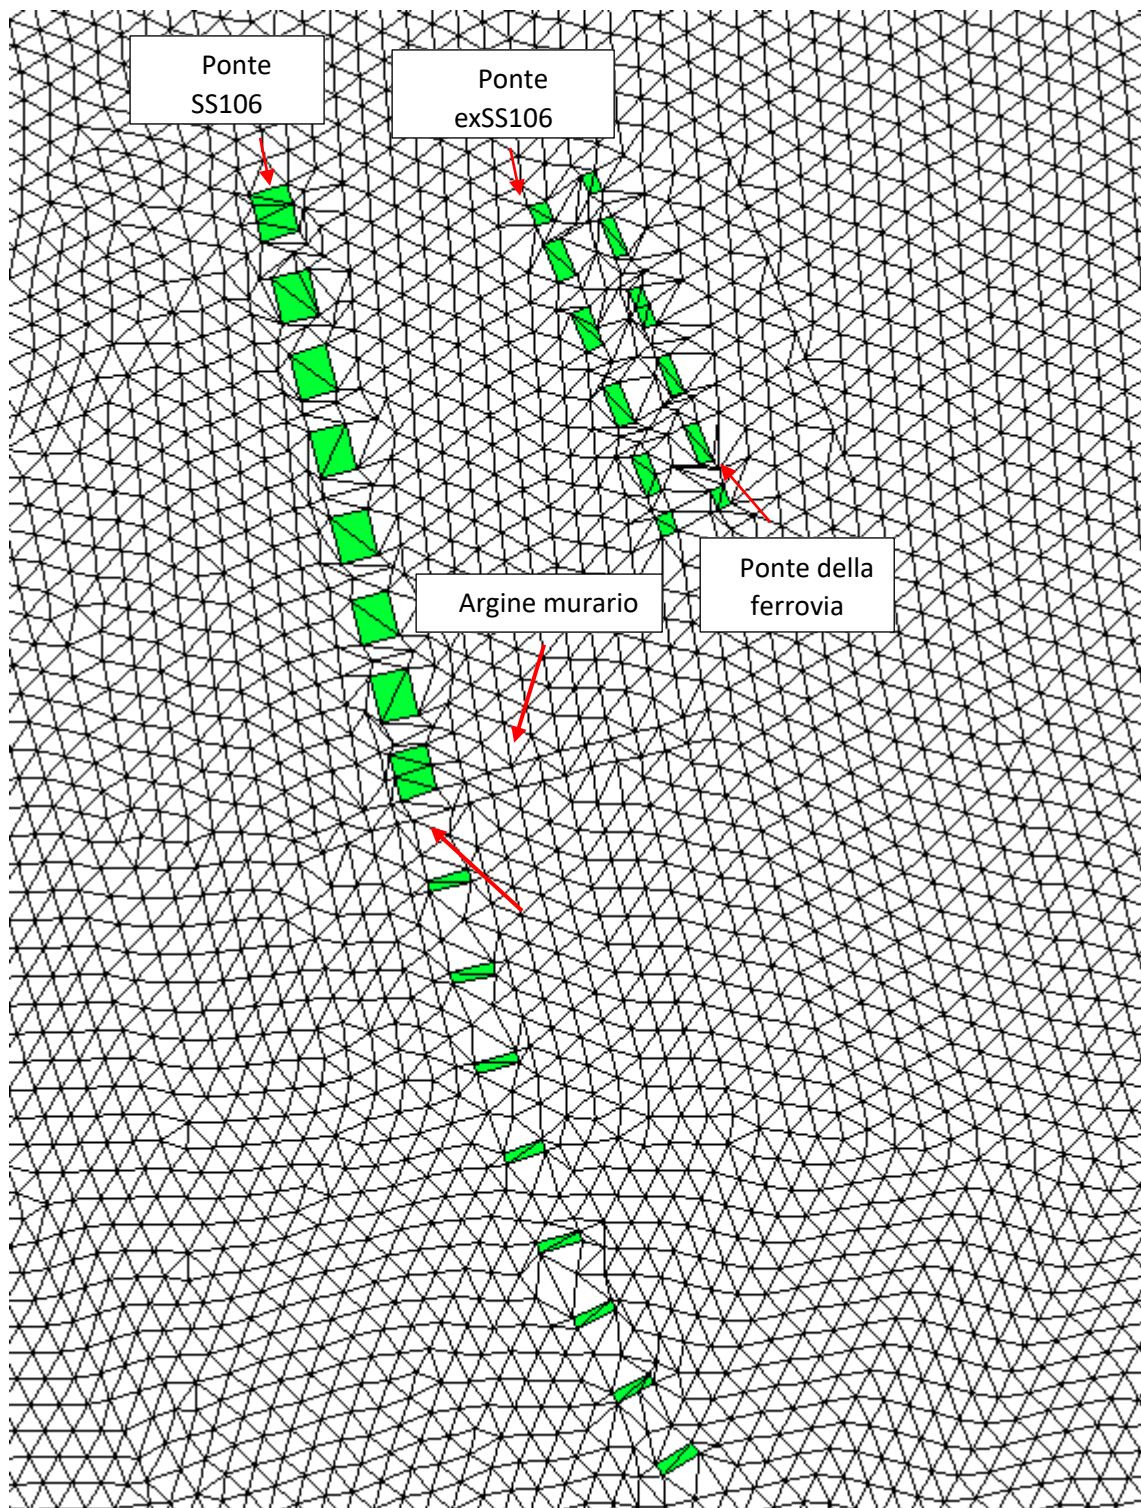 Ponte
SS106
Ponte
exSS106
Argine murario
Ponte della
ferrovia